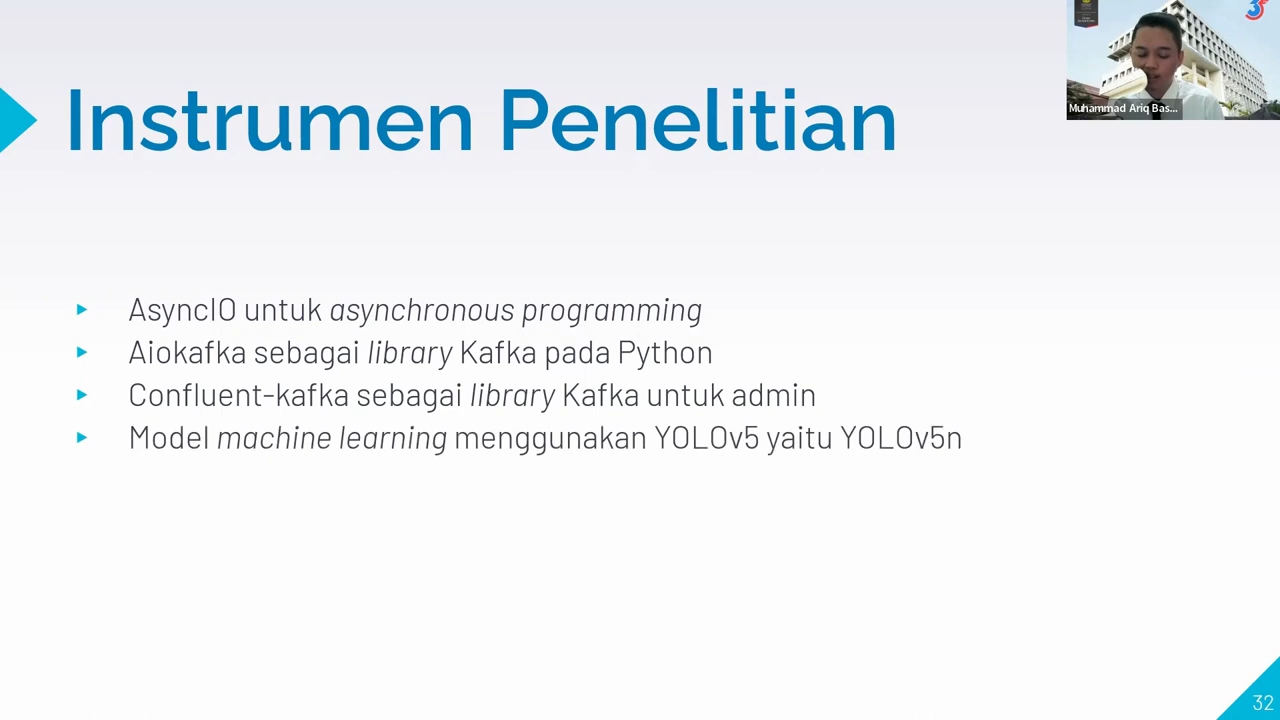 Instrumen Penelitian
Muhammad Ariq Bas...
AsyncIO untuk asynchronous programming
Aiokafka sebagai library Kafka pada Python
Confluent-kafka sebagai library Kafka untuk admin
Model machine learning menggunakan YOLOv5 yaitu YOLOv5n
32